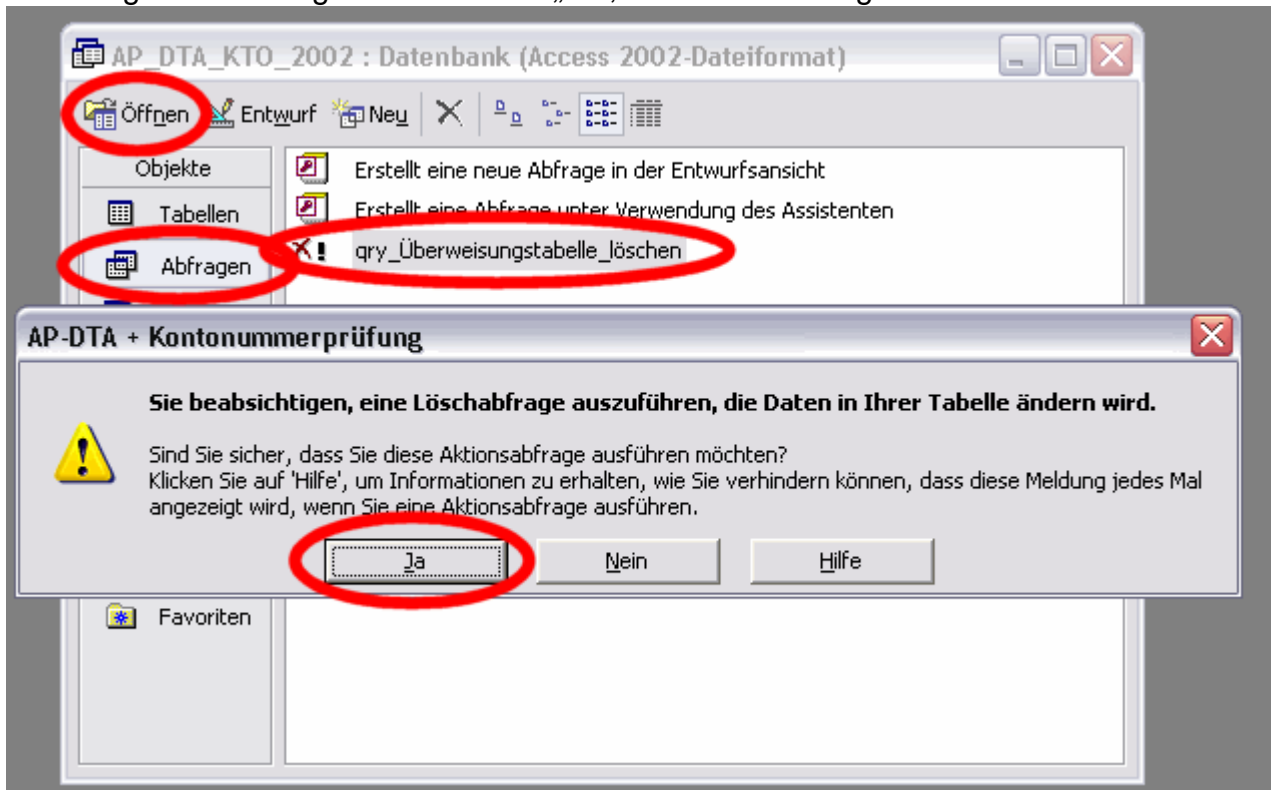 AP_DTA_KTO_2002 : Datenbank (Access 2002-Dateiformat)
Öffnen Entwurf Neu
Objekte
Tabellen
Abfragen
Erstellt eine neue Abfrage in der Entwurfsansicht
Erstellt eine Abfrage unter Verwendung des Assistenten
qry_Überweisungstabelle_löschen
AP-DTA + Kontonummerprüfung
Sie beabsichtigen, eine Löschabfrage auszuführen, die Daten in Ihrer Tabelle ändern wird.
Sind Sie sicher, dass Sie diese Aktionsabfrage ausführen möchten?
Klicken Sie auf 'Hilfe', um Informationen zu erhalten, wie Sie verhindern können, dass diese Meldung jedes Mal
angezeigt wird, wenn Sie eine Aktionsabfrage ausführen.
Ja Nein Hilfe
Favoriten